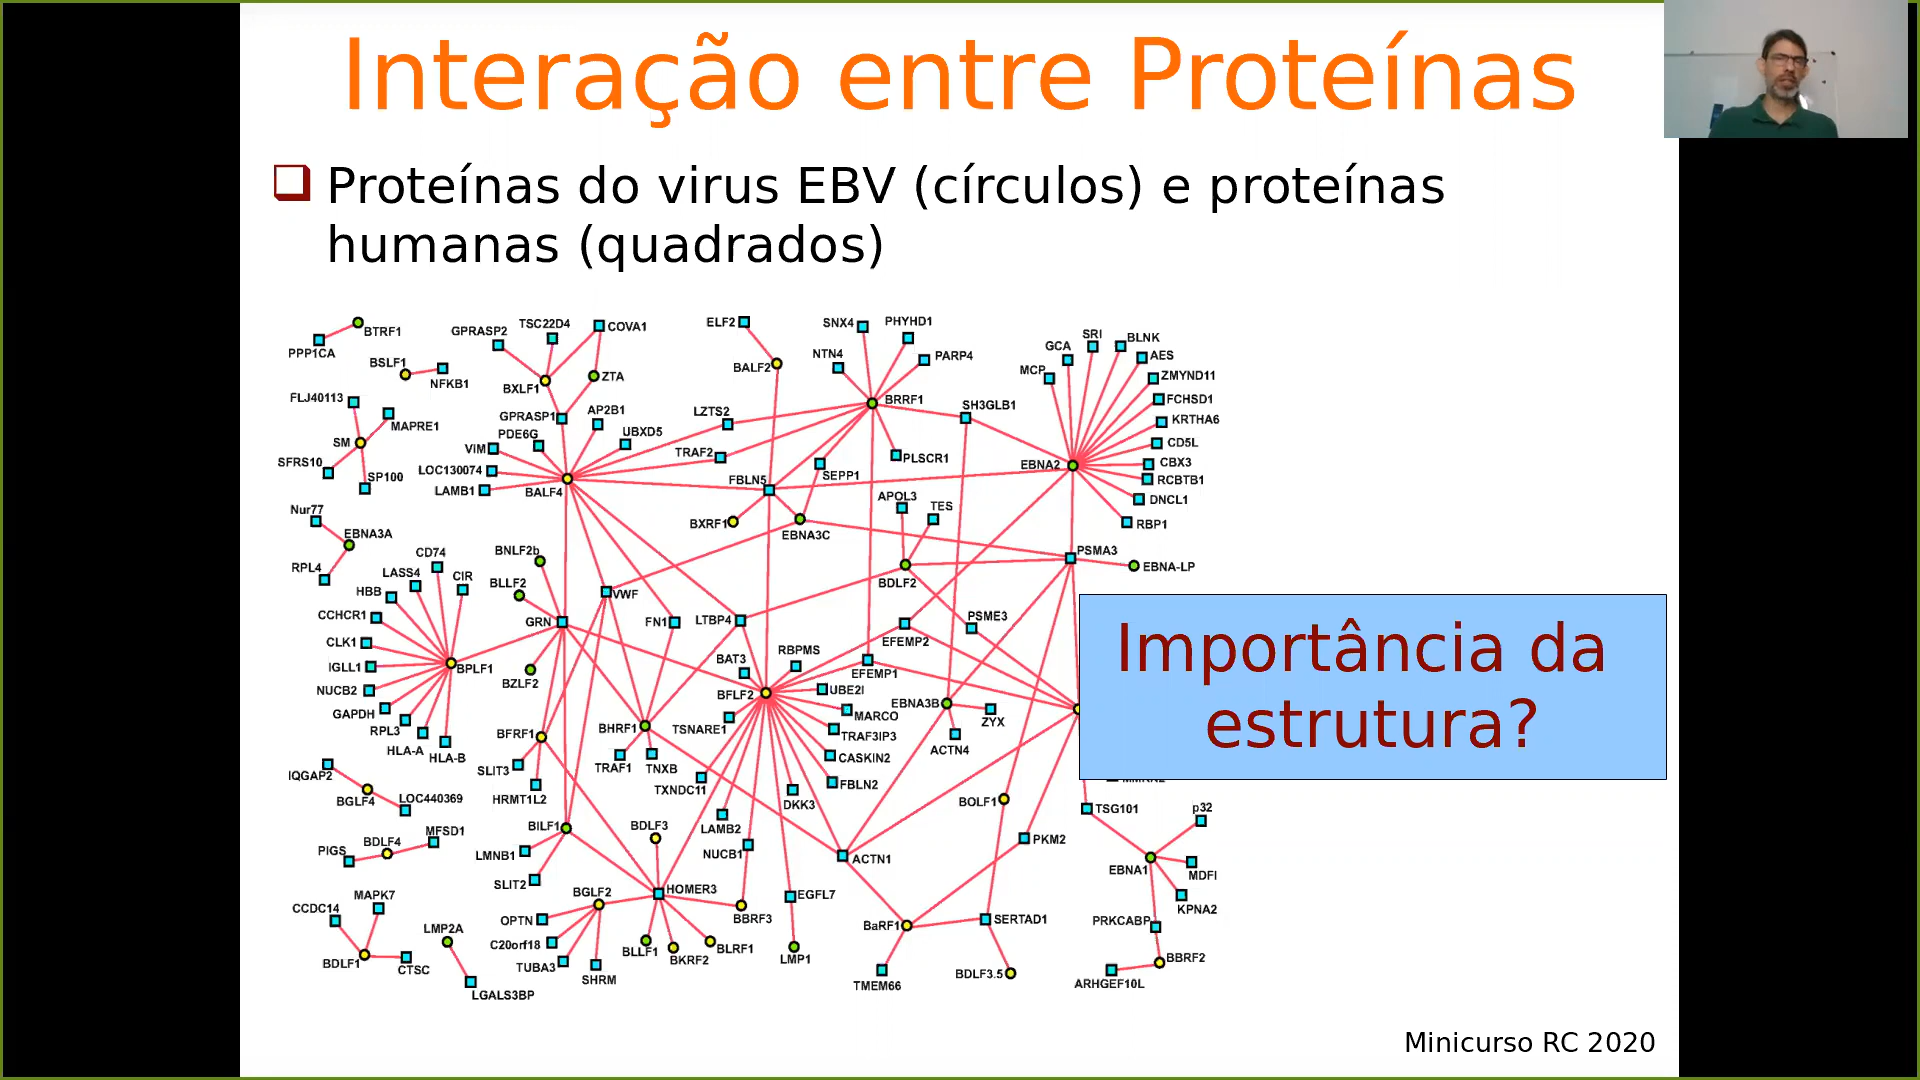 Interação entre Proteínas
Proteínas do virus EBV (círculos) e proteínas
humanas (quadrados)
BTRF1
PPP1CA
BSLF1
NFKB1
GPRASP2
TSC22D4
COVA1
BXLF1
ZTA
ELF2
BALF2
SNX4
PHYHD1
NTN4
PARP4
BRRF1
SH3GLB1
GCA
SRI
BLNK
AES
MCP
ZMYND11
FCHSD1
KRTHA6
CD5L
CBX3
RCBTB1
DNCL1
RBP1
EBNA2
FLJ40113
MAPRE1
SM
SFRS10
SP100
GPRASP1
AP2B1
PDE6G
UBXD5
VIM
LOC130074
LAMB1
BALF4
LZTS2
TRAF2
FBLN5
SEPP1
PLSCR1
BXRF1
EBNA3C
APOL3
TES
BDLF2
PSMA3
EBNA-LP
Nur77
EBNA3A
RPL4
CD74
LASS4
CIR
HBB
CCHCR1
CLK1
IGLL1
NUCB2
GAPDH
RPL3
HLA-A
HLA-B
BPLF1
BNLF2b
BLLF2
GRN
VWF
FN1
LTBP4
BZLF2
PSME3
EFEMP2
EFEMP1
BAT3
RBPMS
BFLF2
UBE2I
MARCO
TRAF3IP3
CASKIN2
FBLN2
TSNARE1
TXNDC11
DKK3
EBNA3B
ZYX
ACTN4
Importância da
estrutura?
BFRF1
SLIT3
HRMT1L2
BHRF1
TRAF1
TNXB
IQGAP2
BGLF4
LOC440369
PIGS
BDLF4
MFSD1
BILF1
LMNB1
SLIT2
BDLF3
LAMB2
NUCB1
ACTN1
BOLF1
PKM2
TSG101
p32
EBNA1
MDFI
KPNA2
PRKCABP
BBRF2
ARHGEF10L
CCDC14
MAPK7
BDLF1
CTSC
LMP2A
LGALS3BP
BGLF2
HOMER3
OPTN
C20orf18
TUBA3
SHRM
BLLF1
BKRF2
BLRF1
BBRF3
EGFL7
LMP1
BaRF1
SERTAD1
TMEM66
BDLF3.5
Minicurso RC 2020